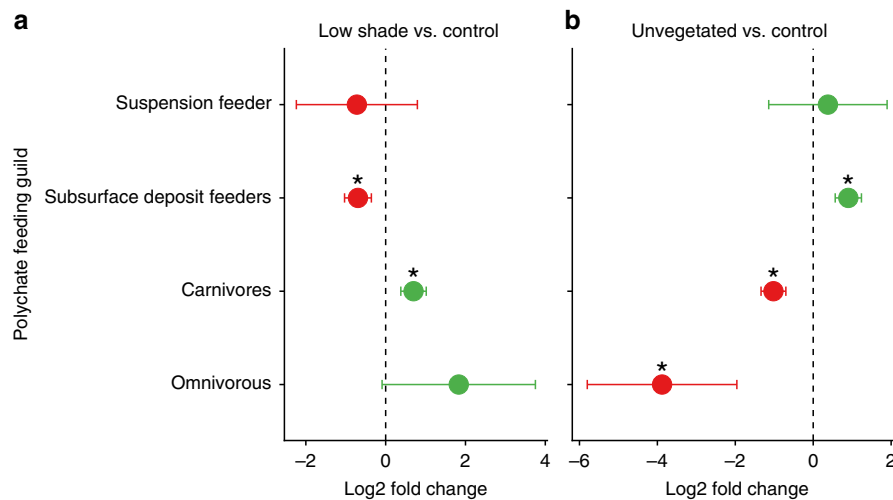 a
b
Low shade vs. control
Unvegetated vs. control
Polychate feeding guild
Suspension feeder
Subsurface deposit feeders
Carnivores
Omnivorous
*
*
*
*
*
−2
0
2
4
−6
−4
−2
0
2
Log2 fold change
Log2 fold change